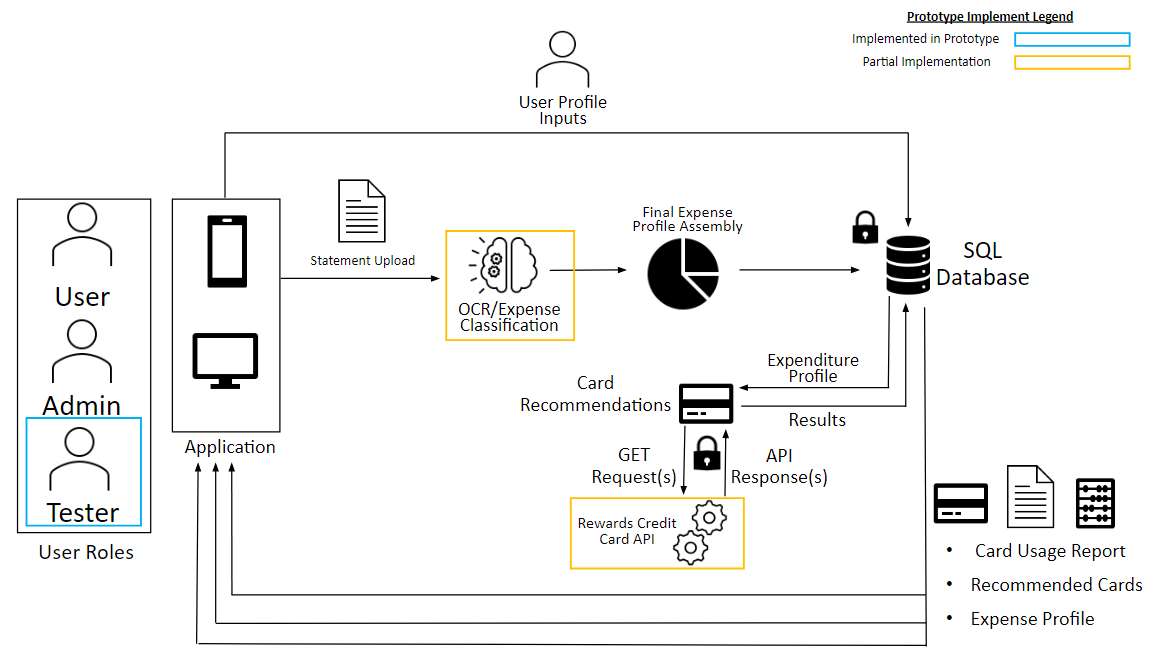 Prototype Implement Legend
Implemented in Prototype
Partial Implementation
User Profile
Inputs
Statement Upload
Final Expense
Profile Assembly
SQL
Database
OCR/Expense
Classification
User
Admin
Tester
User Roles
Application
Expenditure
Profile
Card
Recommendations
Results
GET
Request(s)
API
Response(s)
Rewards Credit
Card API
• Card Usage Report
• Recommended Cards
• Expense Profile